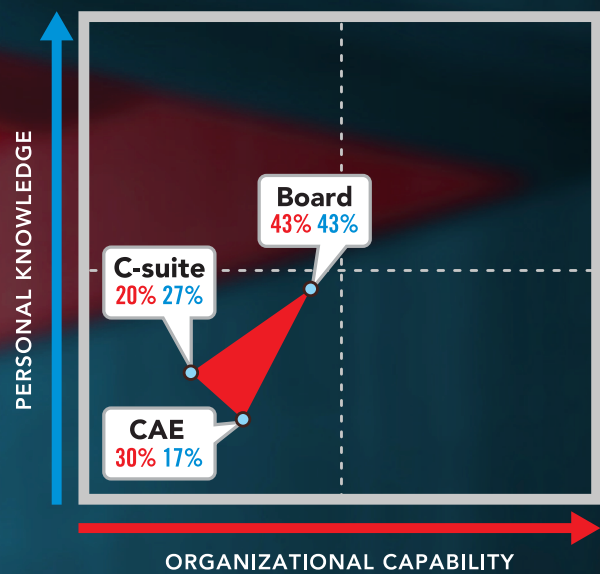 PERSONAL KNOWLEDGE
Board
43% 43%
C-suite
20% 27%
CAE
30% 17%
ORGANIZATIONAL CAPABILITY